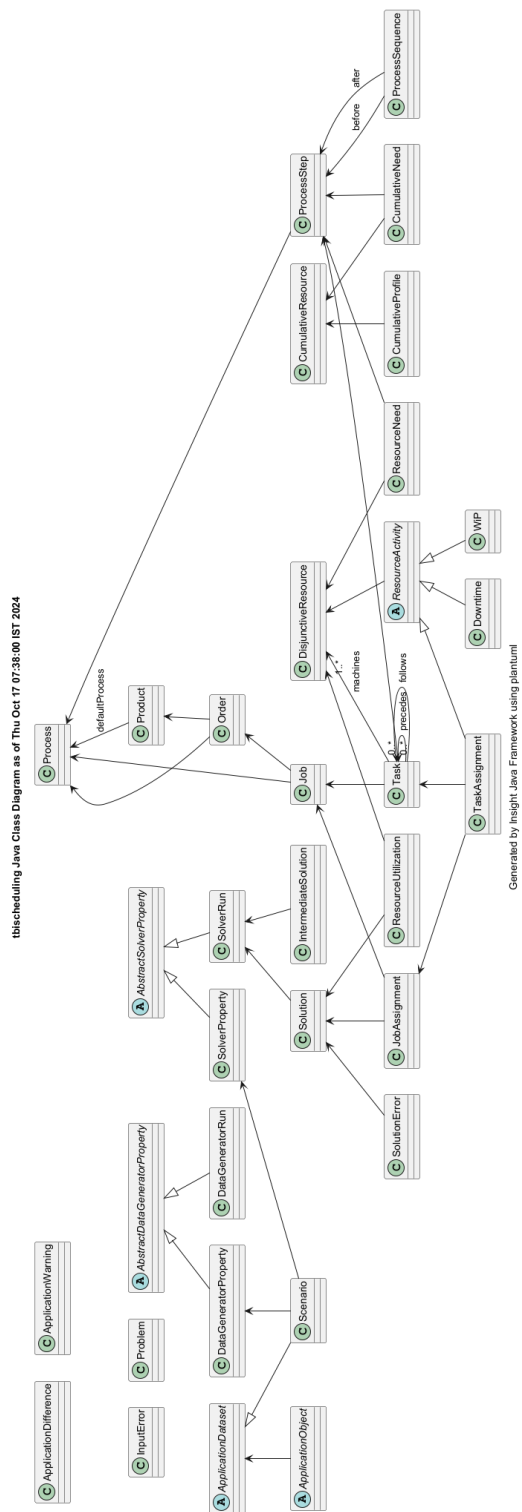 tbischeduling Java Class Diagram as of Thu Oct 17 07:38:00 IST 2024
C ApplicationDifference
C ApplicationWarning
C Process
C InputError
C Problem
A AbstractDataGeneratorProperty
A AbstractSolverProperty
defaultProcess
C Product
A ApplicationDataset
C DataGeneratorProperty
C DataGeneratorRun
C SolverProperty
C SolverRun
C Order
A ApplicationObject
C Scenario
C Solution
C IntermediateSolution
C Job
C DisjunctiveResource
C CumulativeResource
C ProcessStep
1..*
machines
before
after
C SolutionError
C JobAssignment
C ResourceUtilization
C Task
0..*
0..*
precedes
follows
A ResourceActivity
C ResourceNeed
C CumulativeProfile
C CumulativeNeed
C ProcessSequence
C TaskAssignment
C Downtime
C WiP
Generated by Insight Java Framework using plantuml